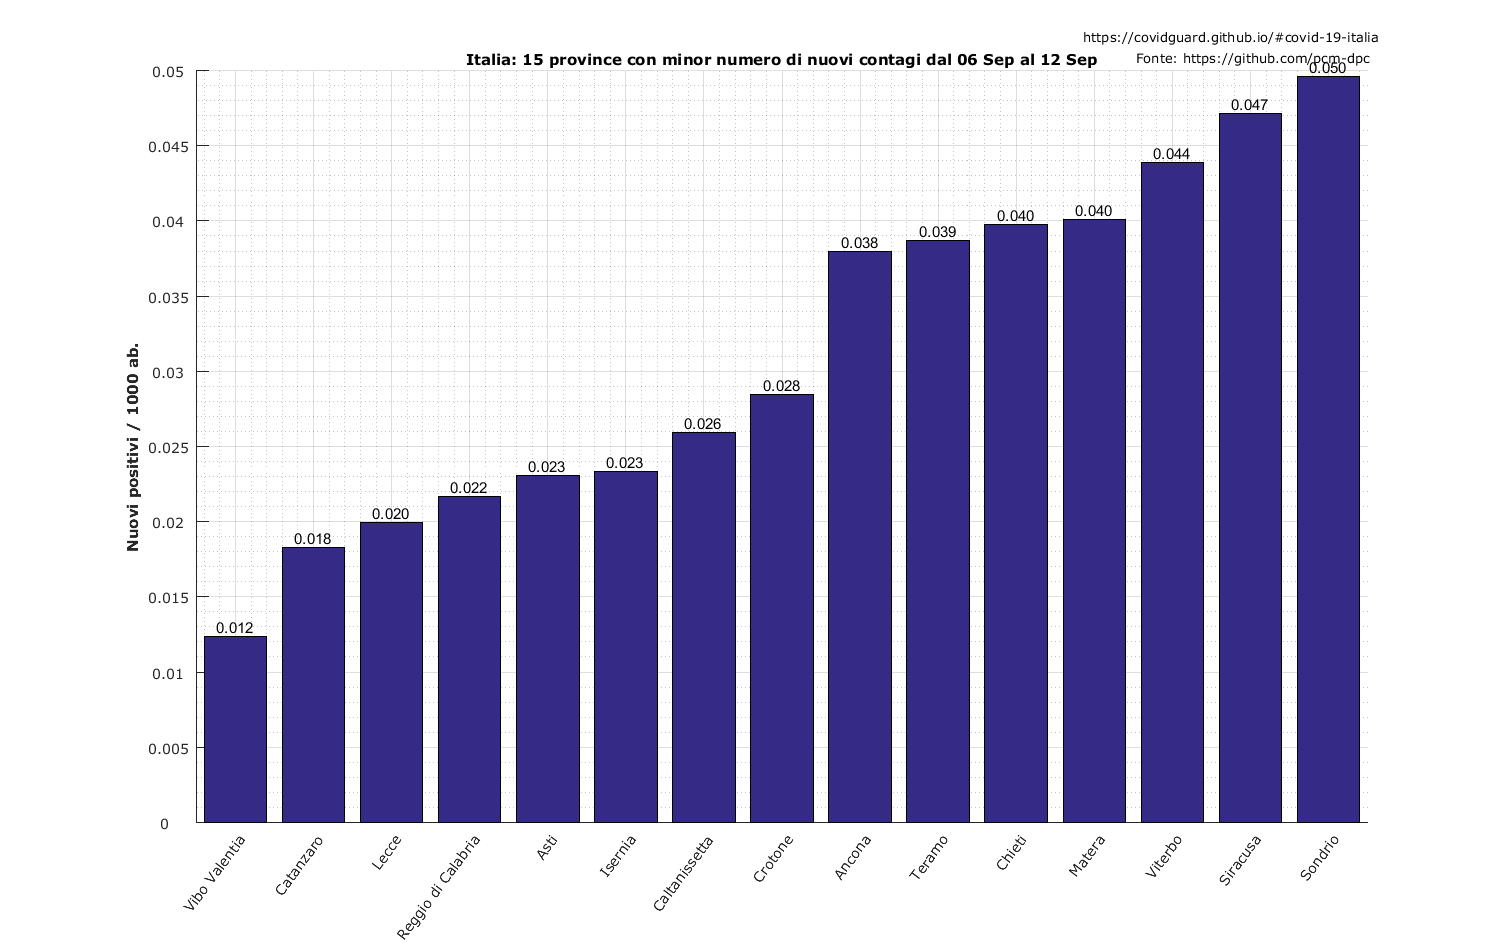 https://covidguard.github.io/#covid-19-italia
Italia: 15 province con minor numero di nuovi contagi dal 06 Sep al 12 Sep
Fonte: https://github.com/pcm-dpc
Nuovi positivi / 1000 ab.
0.05
0.045
0.04
0.035
0.03
0.025
0.02
0.015
0.01
0.005
0
0.012
0.018
0.020
0.022
0.023
0.023
0.026
0.028
0.038
0.039
0.040
0.040
0.044
0.047
0.050
Vibo Valentia
Catanzaro
Lecce
Reggio di Calabria
Asti
Isernia
Caltanissetta
Crotone
Ancona
Teramo
Chieti
Matera
Viterbo
Siracusa
Sondrio